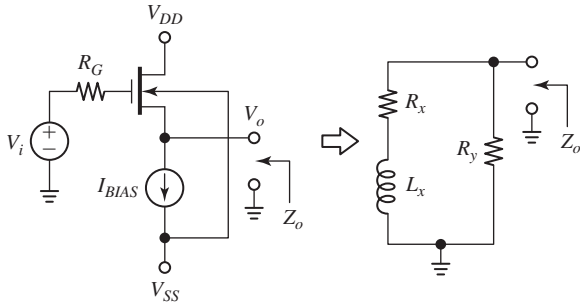 V_DD
R_G
V_o
V_i
+
−
I_BIAS
Z_o
V_SS
R_x
L_x
R_y
Z_o